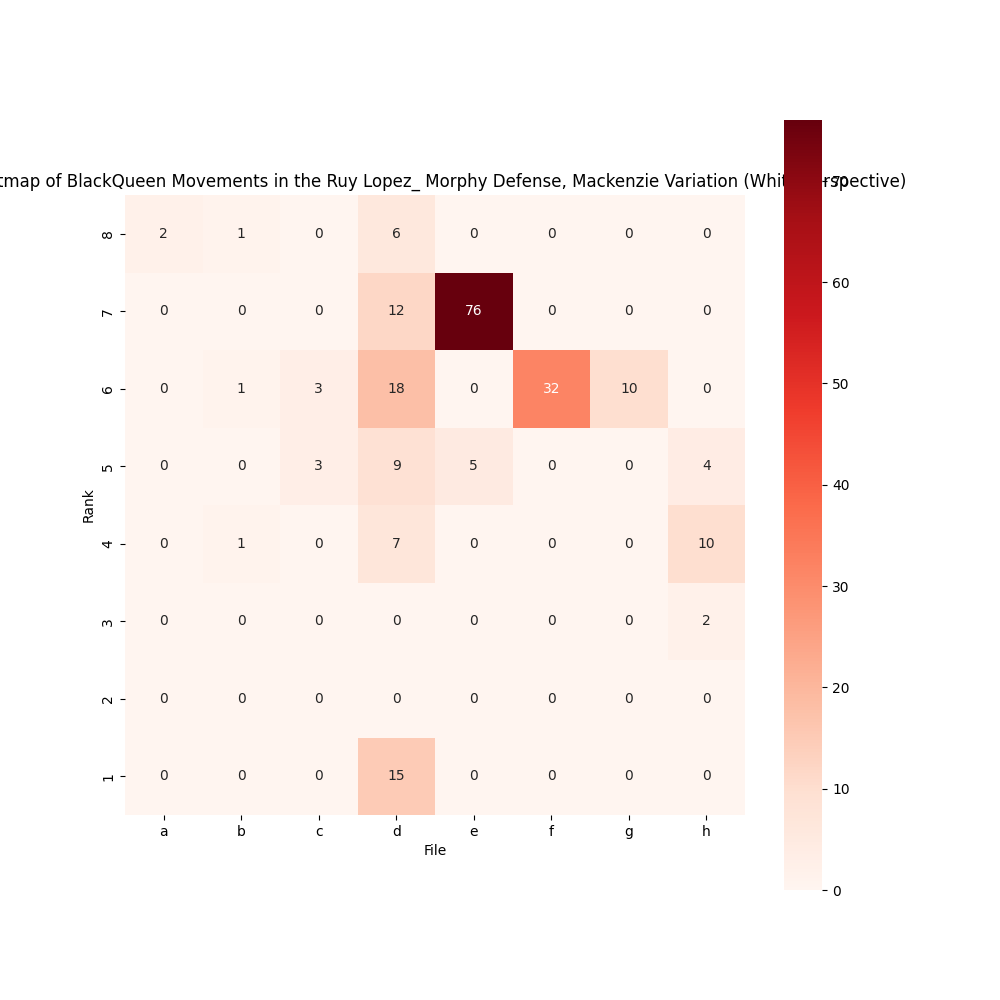 tmap of BlackQueen Movements in the Ruy Lopez_ Morphy Defense, Mackenzie Variation (Whit rspective)
70
60
50
40
30
20
10
0
8 2 1 0 6 0 0 0 0
7 0 0 0 12 76 0 0 0
6 0 1 3 18 0 32 10 0
5 0 0 3 9 5 0 0 4
4 0 1 0 7 0 0 0 10
3 0 0 0 0 0 0 0 2
2 0 0 0 0 0 0 0 0
1 0 0 0 15 0 0 0 0
Rank
a b c d e f g h
File